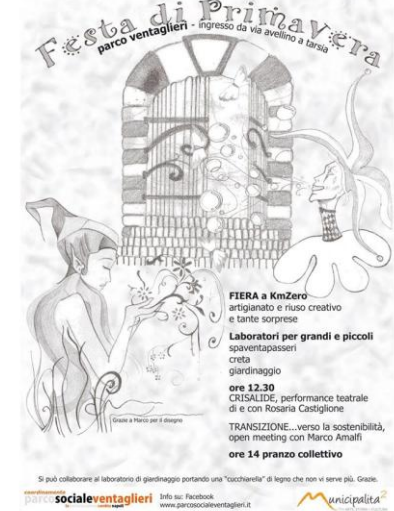 Festa di Primavera
parco ventaglieri - ingresso da via avellino a tarsia
FIERA a KmZero
artigianato e riuso creativo
e tante sorprese
Laboratori per grandi e piccoli
spaventapasseri
creta
giardinaggio
ore 12.30
CRISALIDE, performance teatrale
di e con Rosaria Castiglione
TRANSIZIONE...verso la sostenibilità,
open meeting con Marco Amalfi
ore 14 pranzo collettivo
Grazie a Marco per il disegno
Si può collaborare al laboratorio di giardinaggio portando una "cucchiarella" di legno che non vi serve più. Grazie.
coordinamento
parcosocialeventaglieri
Info su: Facebook
www.parcosocialeventaglieri.it
Municipalita2